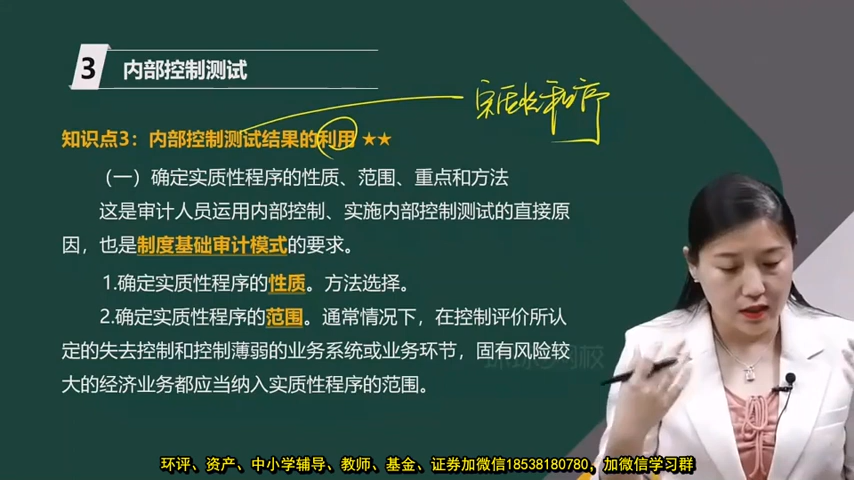 3 内部控制测试
实质性程序
知识点3：内部控制测试结果的利用 ★★
（一）确定实质性程序的性质、范围、重点和方法
这是审计人员运用内部控制、实施内部控制测试的直接原
因，也是制度基础审计模式的要求。
1.确定实质性程序的性质。方法选择。
2.确定实质性程序的范围。通常情况下，在控制评价所认
定的失去控制和控制薄弱的业务系统或业务环节，固有风险较
大的经济业务都应当纳入实质性程序的范围。
环评、资产、中小学辅导、教师、基金、证券加微信18538180780，加微信学习群